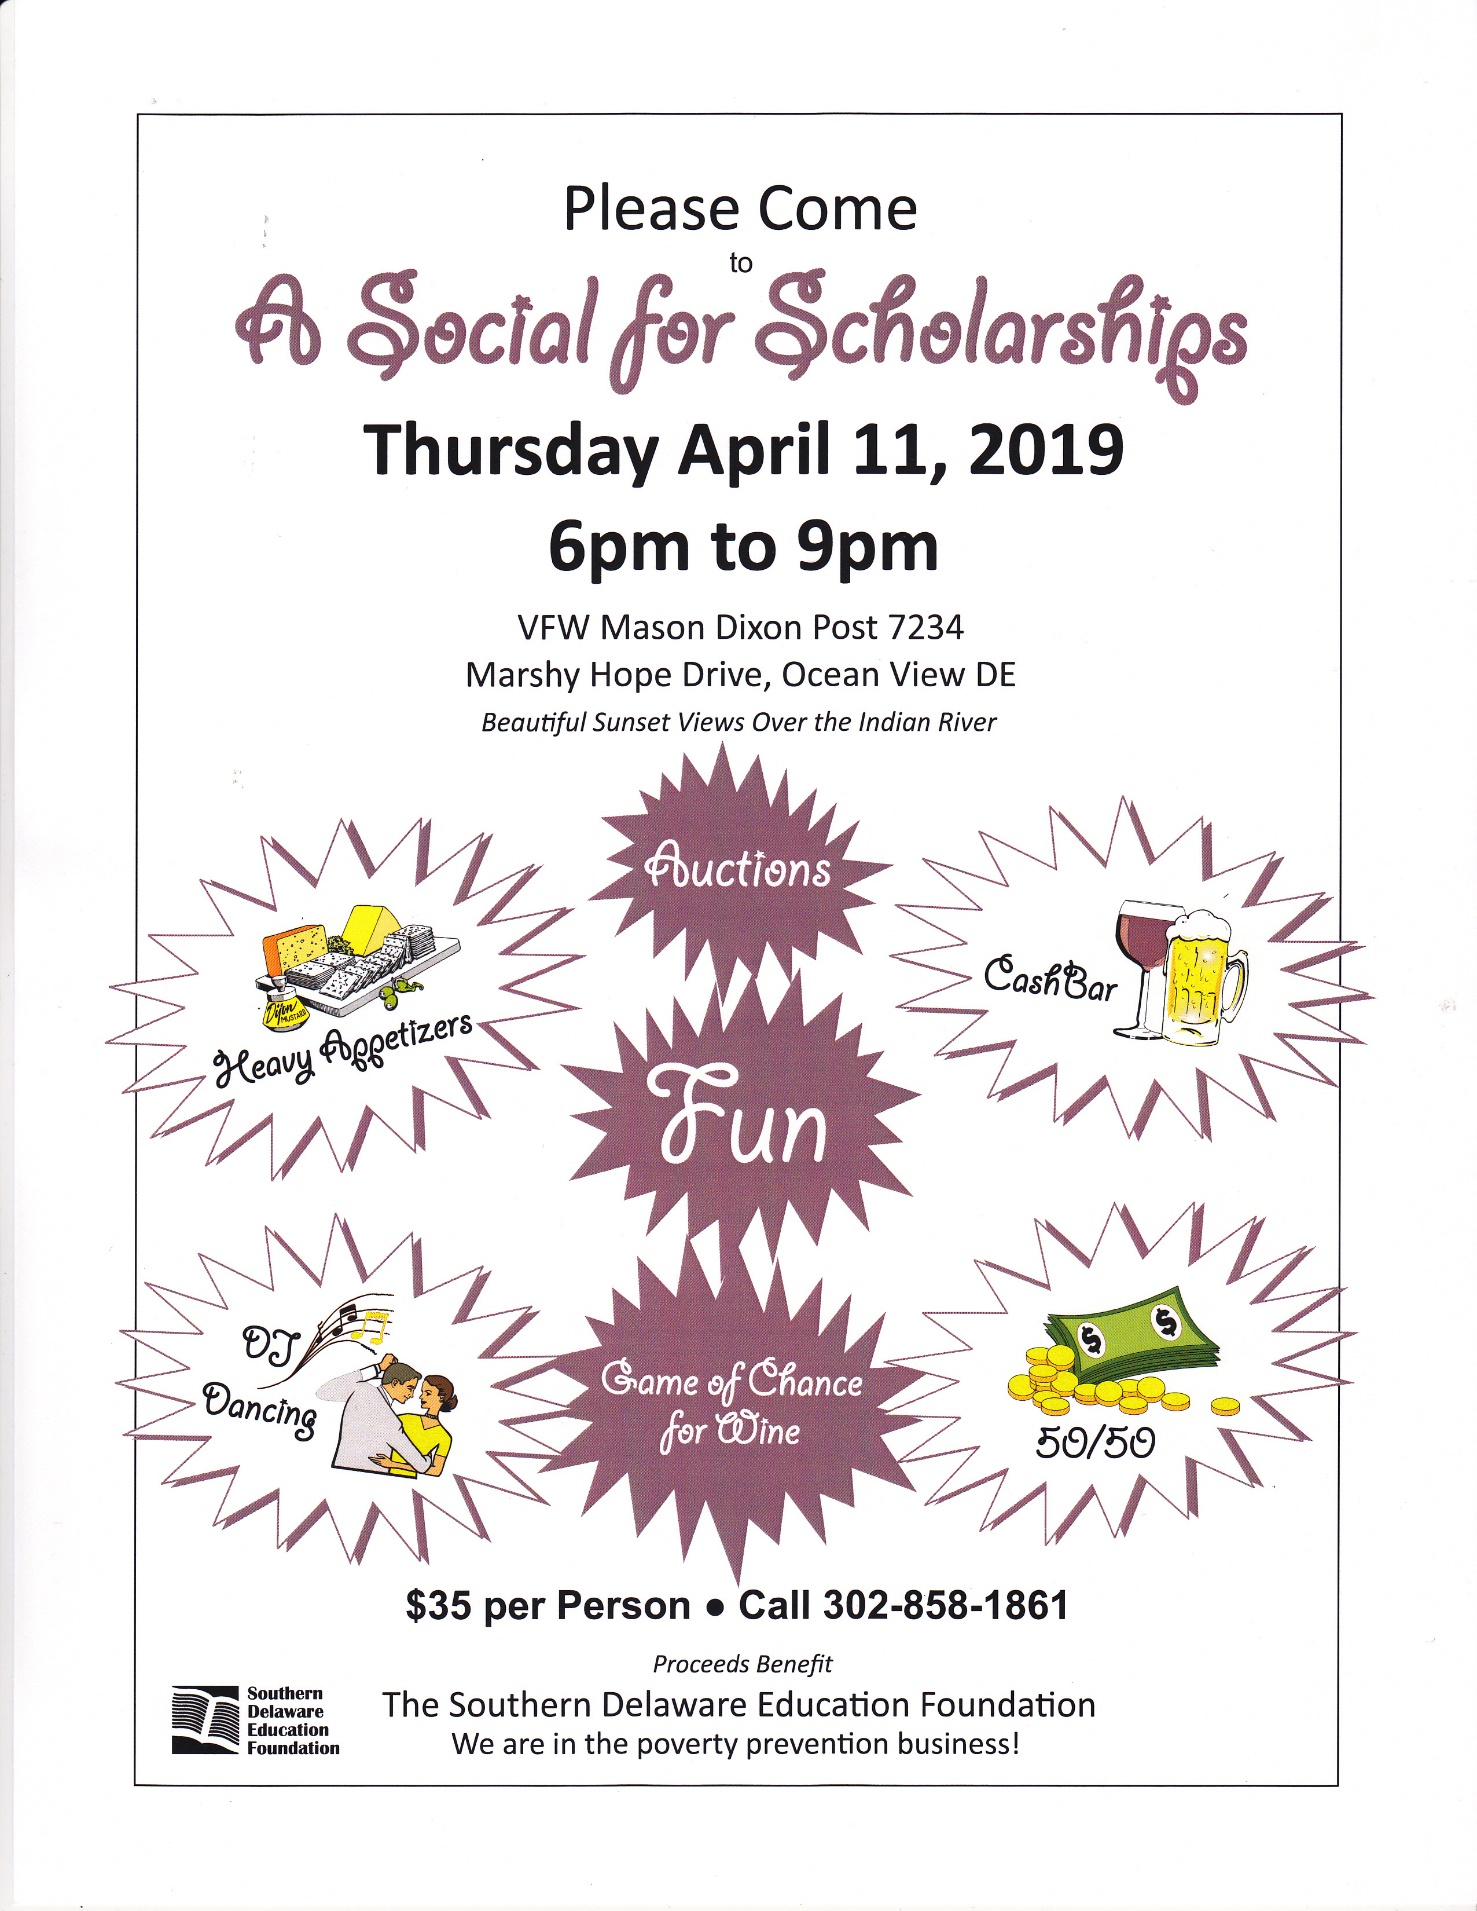 Please Come
to
A Social for Scholarships
Thursday April 11, 2019
6pm to 9pm
VFW Mason Dixon Post 7234
Marshy Hope Drive, Ocean View DE
Beautiful Sunset Views Over the Indian River
Auctions
Dijon
MUSTARD
Heavy Appetizers
CashBar
Fun
DJ
Dancing
Game of Chance
for Wine
$ $
50/50
$35 per Person ● Call 302-858-1861
Proceeds Benefit
The Southern Delaware Education Foundation
We are in the poverty prevention business!
Southern
Delaware
Education
Foundation